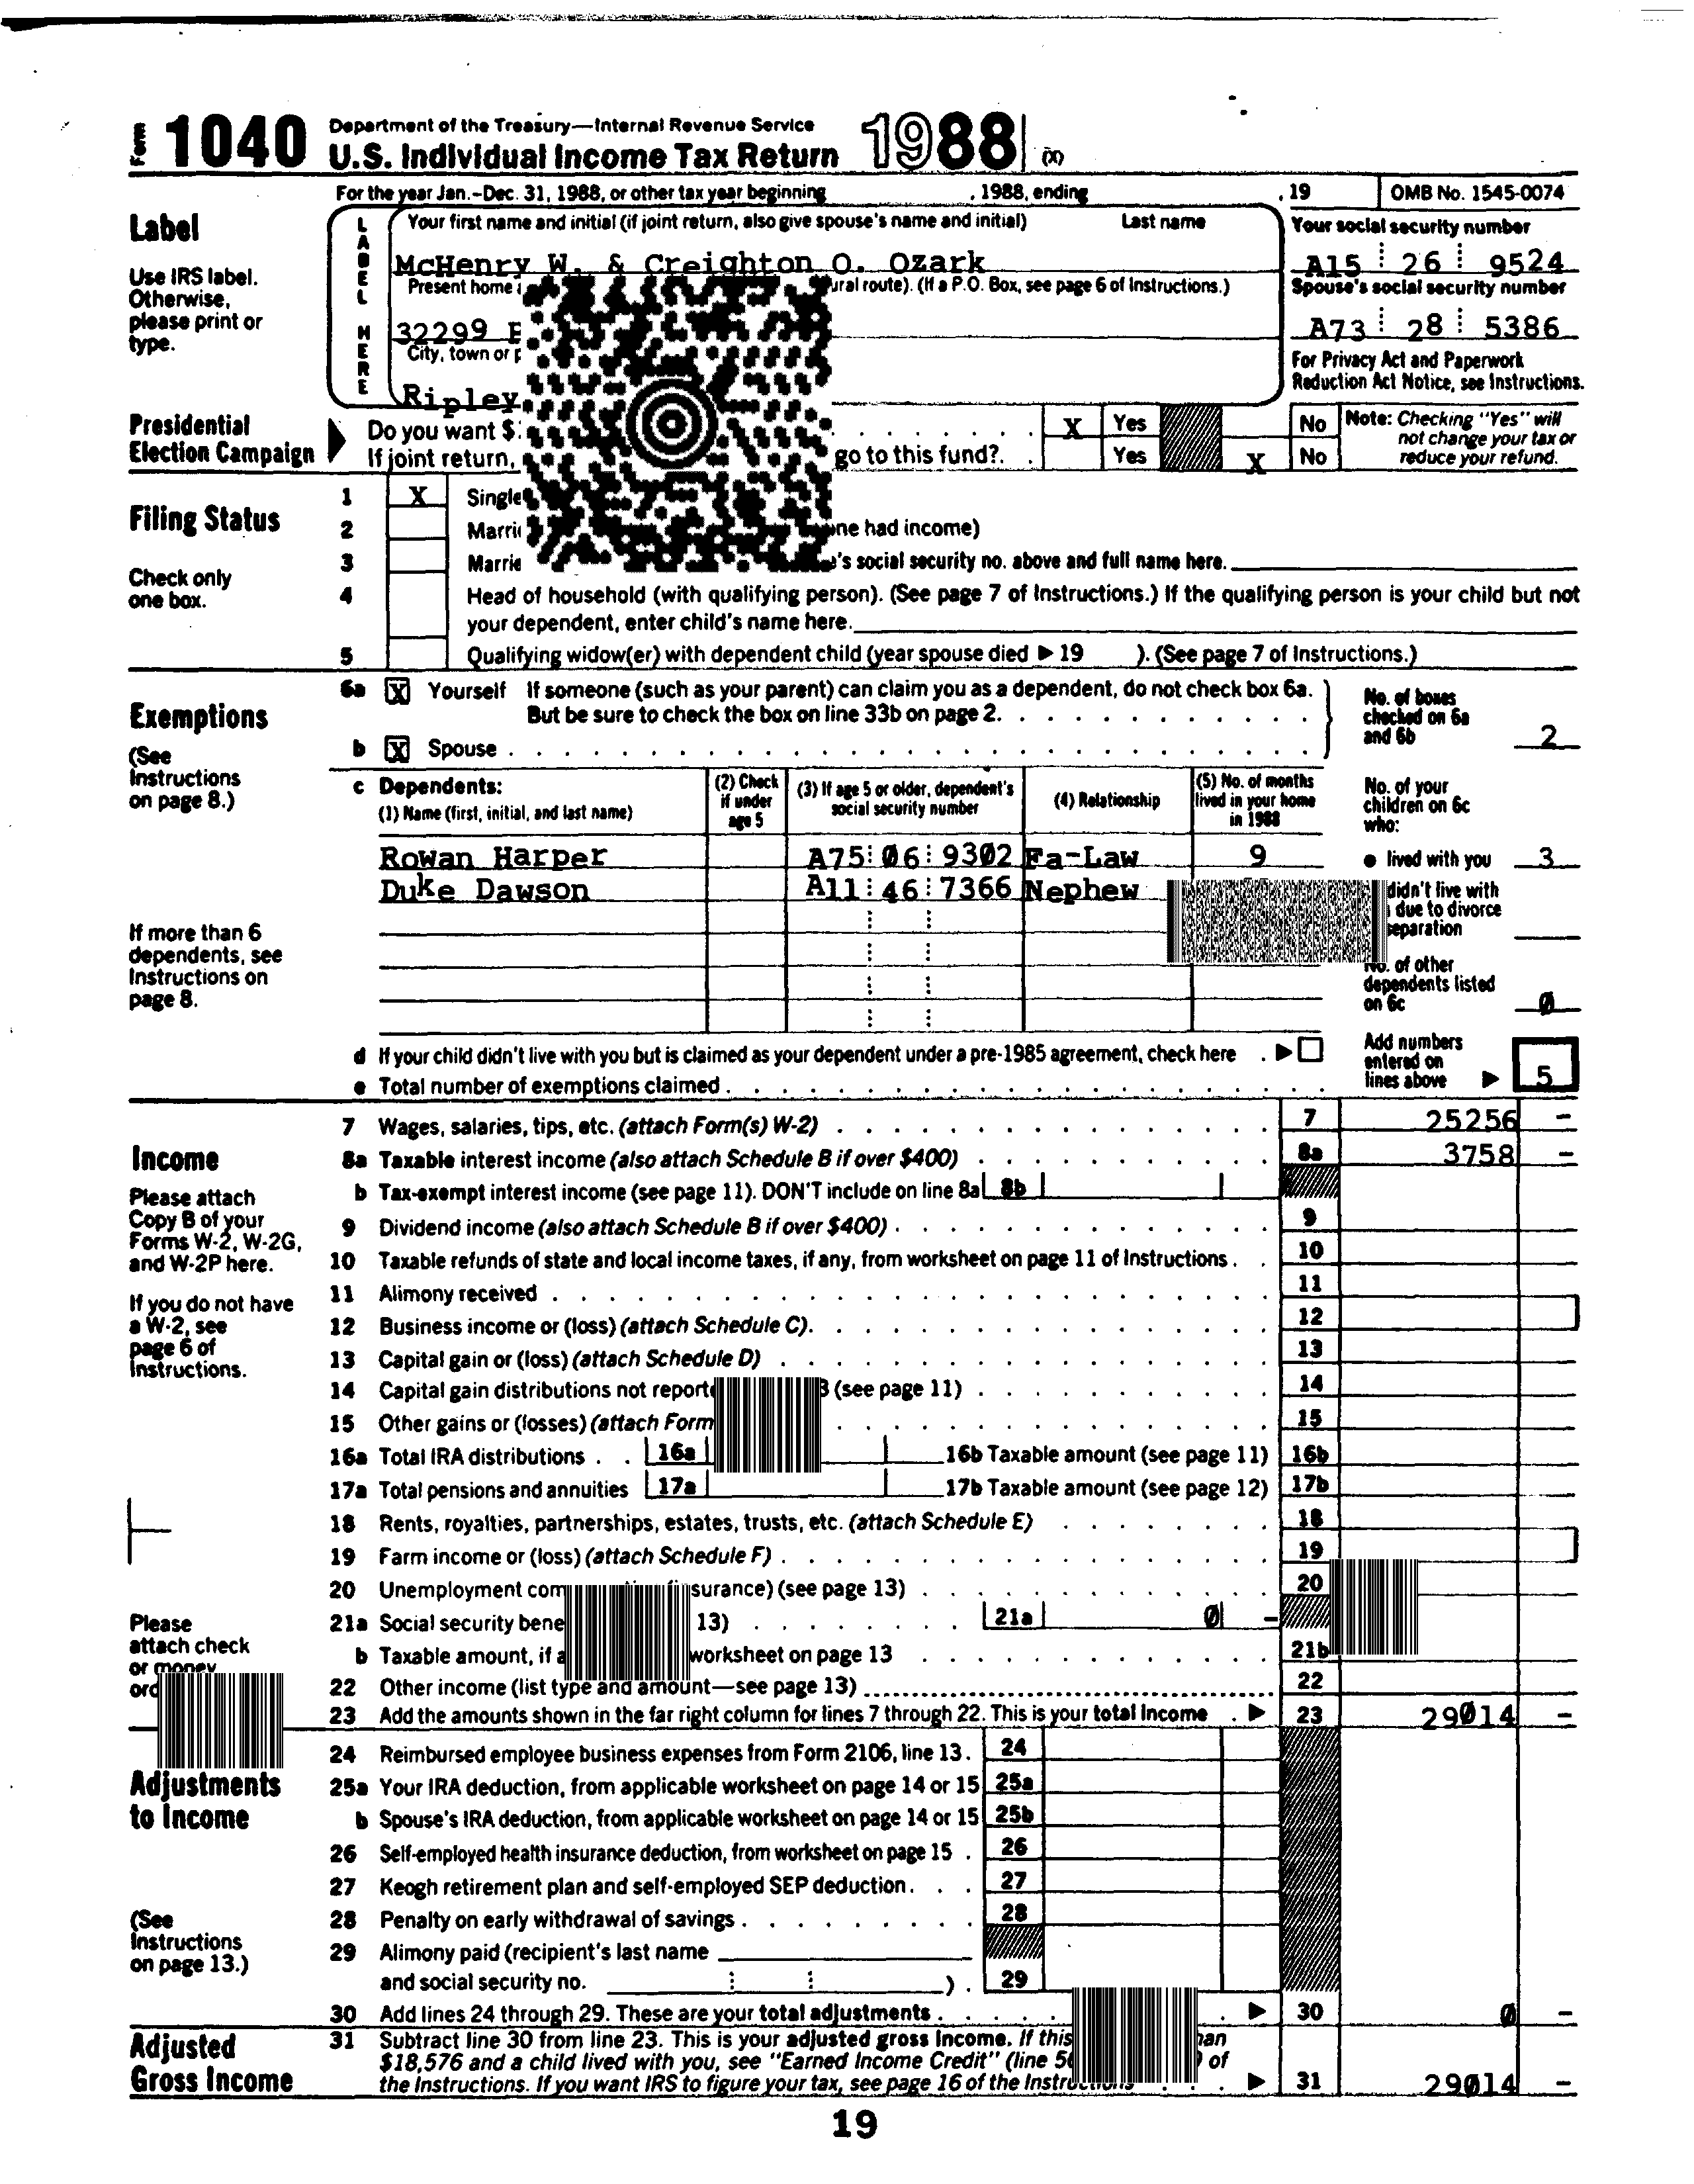 Form 1040 Department of the Treasury—Internal Revenue Service
U.S. Individual Income Tax Return 1988 (X)
For the year Jan.-Dec. 31, 1988, or other tax year beginning , 1988, ending , 19 OMB No. 1545-0074
Label
Use IRS label. Otherwise, please print or type.
LABEL HERE
Your first name and initial (if joint return, also give spouse's name and initial) Last name
McHenry W. & Creighton O. Ozark
Your social security number
A15 26 9524
Present home ural route). (If a P.O. Box, see page 6 of Instructions.)
32299
Spouse's social security number
A73 28 5386
City, town or
Ripley
For Privacy Act and Paperwork Reduction Act Notice, see Instructions.
Presidential Election Campaign
Do you want $ X Yes No
If joint return, go to this fund? Yes X No
Note: Checking "Yes" will not change your tax or reduce your refund.
Filing Status
Check only one box.
1 X Single
2 ne had income)
3 's social security no. above and full name here.
4 Head of household (with qualifying person). (See page 7 of Instructions.) If the qualifying person is your child but not
your dependent, enter child's name here.
5 Qualifying widow(er) with dependent child (year spouse died ▶ 19 ). (See page 7 of Instructions.)
Exemptions
(See Instructions on page 8.)
6a X Yourself If someone (such as your parent) can claim you as a dependent, do not check box 6a.
But be sure to check the box on line 33b on page 2.
b X Spouse
No. of boxes checked on 6a and 6b 2
c Dependents:
(1) Name (first, initial, and last name)
(2) Check if under age 5
(3) If age 5 or older, dependent's social security number
(4) Relationship
(5) No. of months lived in your home in 1988
No. of your children on 6c who:
Rowan Harper A75 06 9302 Fa-Law 9
● lived with you 3
Duke Dawson A11 46 7366 Nephew
didn't live with
due to divorce
separation
If more than 6 dependents, see Instructions on page 8.
No. of other dependents listed on 6c 0
d If your child didn't live with you but is claimed as your dependent under a pre-1985 agreement, check here ▶
e Total number of exemptions claimed
Add numbers entered on lines above ▶ 5
Income
Please attach Copy B of your Forms W-2, W-2G, and W-2P here.
If you do not have a W-2, see page 6 of Instructions.
7 Wages, salaries, tips, etc. (attach Form(s) W-2) 7 25256 –
8a Taxable interest income (also attach Schedule B if over $400) 8a 3758 –
b Tax-exempt interest income (see page 11). DON'T include on line 8a 8b
9 Dividend income (also attach Schedule B if over $400) 9
10 Taxable refunds of state and local income taxes, if any, from worksheet on page 11 of Instructions 10
11 Alimony received 11
12 Business income or (loss) (attach Schedule C) 12
13 Capital gain or (loss) (attach Schedule D) 13
14 Capital gain distributions not (see page 11) 14
15 Other gains or (losses) (attach Form 15
16a Total IRA distributions 16a 16b Taxable amount (see page 11) 16b
17a Total pensions and annuities 17a 17b Taxable amount (see page 12) 17b
18 Rents, royalties, partnerships, estates, trusts, etc. (attach Schedule E) 18
19 Farm income or (loss) (attach Schedule F) 19
20 Unemployment surance) (see page 13) 20
Please attach check or money
21a Social security 13) 21a 0 –
b Taxable amount, if worksheet on page 13 21b
22 Other income (list type and amount—see page 13) 22
23 Add the amounts shown in the far right column for lines 7 through 22. This is your total income ▶ 23 29014 –
Adjustments to Income
(See Instructions on page 13.)
24 Reimbursed employee business expenses from Form 2106, line 13. 24
25a Your IRA deduction, from applicable worksheet on page 14 or 15 25a
b Spouse's IRA deduction, from applicable worksheet on page 14 or 15 25b
26 Self-employed health insurance deduction, from worksheet on page 15 26
27 Keogh retirement plan and self-employed SEP deduction 27
28 Penalty on early withdrawal of savings 28
29 Alimony paid (recipient's last name
and social security no. ) 29
30 Add lines 24 through 29. These are your total adjustments ▶ 30 0 –
Adjusted Gross Income
31 Subtract line 30 from line 23. This is your adjusted gross income. If this
$18,576 and a child lived with you, see "Earned Income Credit" (line of
the Instructions. If you want IRS to figure your tax, see page 16 of the Instructions ▶ 31 29014 –
19